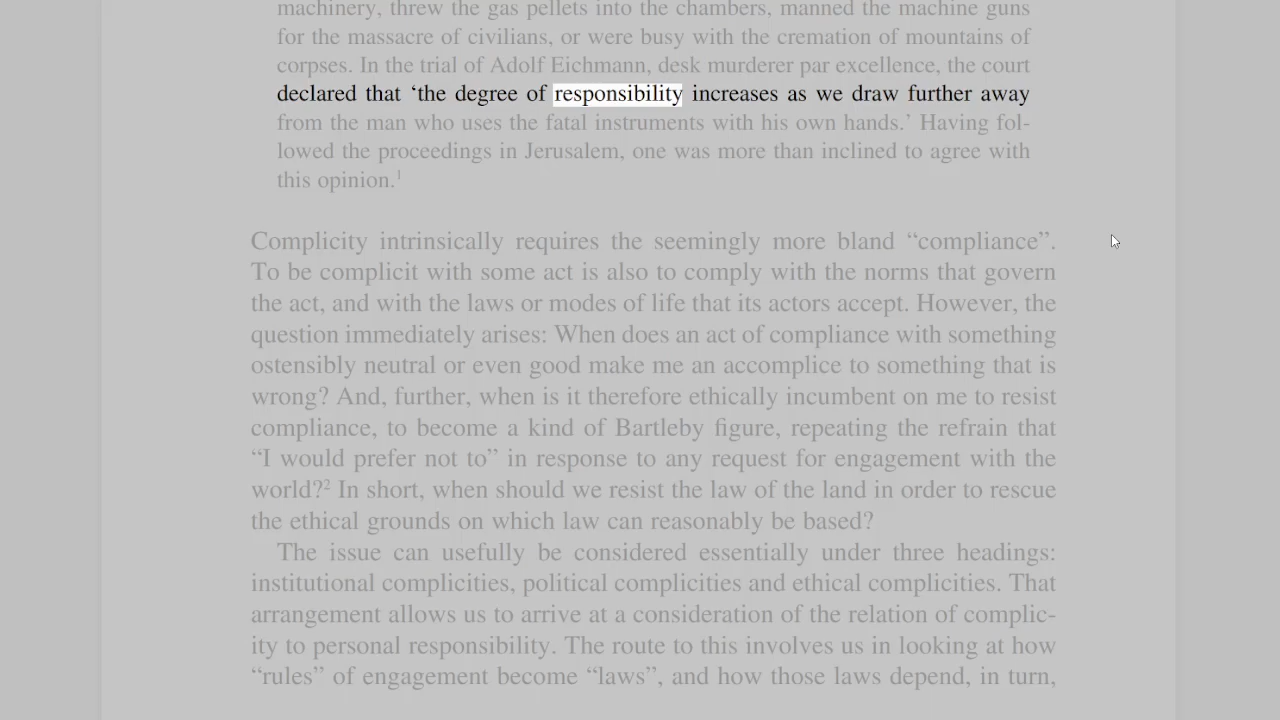 machinery, threw the gas pellets into the chambers, manned the machine guns
for the massacre of civilians, or were busy with the cremation of mountains of
corpses. In the trial of Adolf Eichmann, desk murderer par excellence, the court
declared that ‘the degree of responsibility increases as we draw further away
from the man who uses the fatal instruments with his own hands.’ Having fol-
lowed the proceedings in Jerusalem, one was more than inclined to agree with
this opinion.¹
Complicity intrinsically requires the seemingly more bland “compliance”.
To be complicit with some act is also to comply with the norms that govern
the act, and with the laws or modes of life that its actors accept. However, the
question immediately arises: When does an act of compliance with something
ostensibly neutral or even good make me an accomplice to something that is
wrong? And, further, when is it therefore ethically incumbent on me to resist
compliance, to become a kind of Bartleby figure, repeating the refrain that
“I would prefer not to” in response to any request for engagement with the
world?² In short, when should we resist the law of the land in order to rescue
the ethical grounds on which law can reasonably be based?
The issue can usefully be considered essentially under three headings:
institutional complicities, political complicities and ethical complicities. That
arrangement allows us to arrive at a consideration of the relation of complic-
ity to personal responsibility. The route to this involves us in looking at how
“rules” of engagement become “laws”, and how those laws depend, in turn,